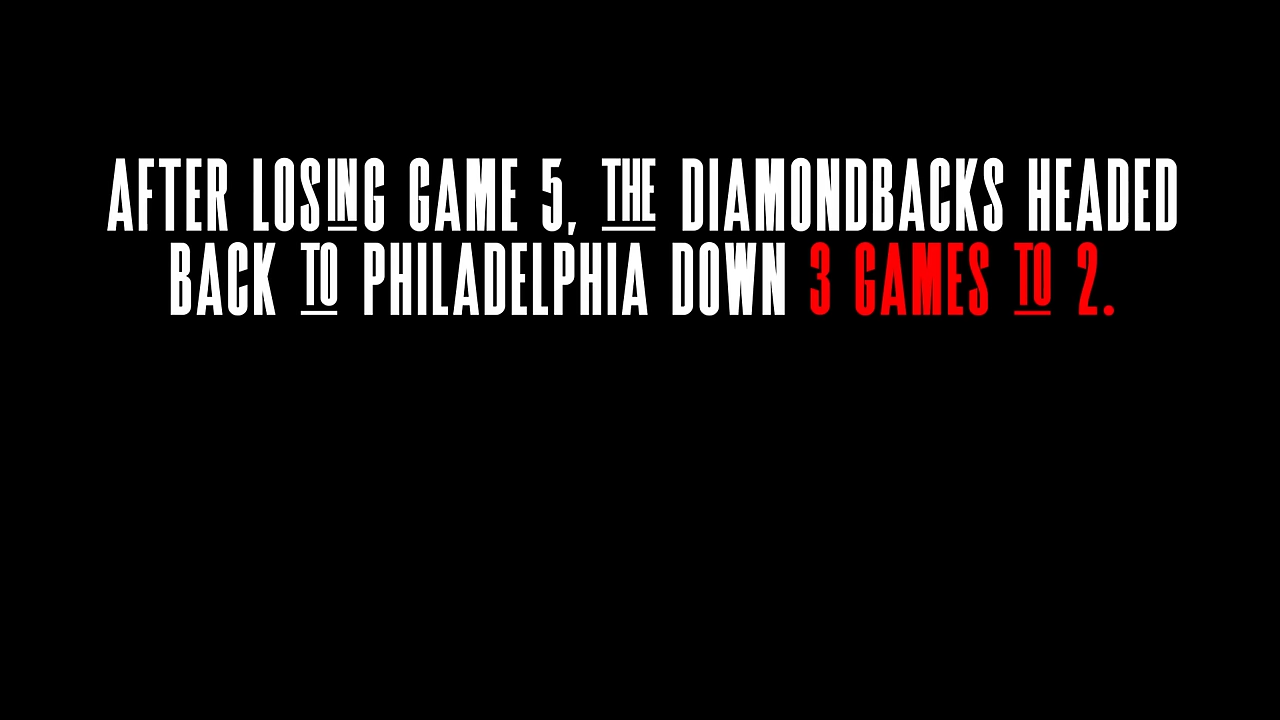 AFTER LOSING GAME 5, THE DIAMONDBACKS HEADED
BACK TO PHILADELPHIA DOWN 3 GAMES TO 2.